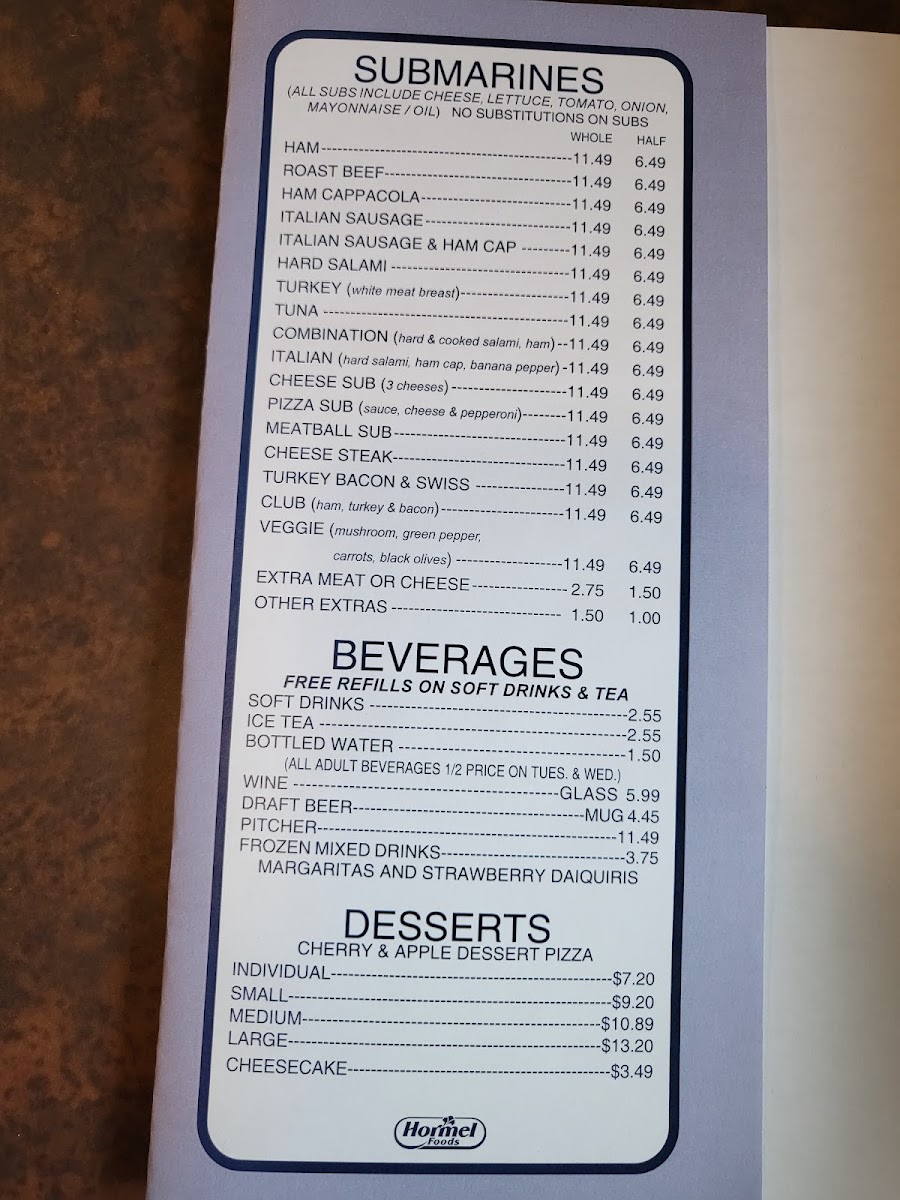 SUBMARINES
(ALL SUBS INCLUDE CHEESE, LETTUCE, TOMATO, ONION,
MAYONNAISE / OIL) NO SUBSTITUTIONS ON SUBS
WHOLE HALF
HAM 11.49 6.49
ROAST BEEF 11.49 6.49
HAM CAPPACOLA 11.49 6.49
ITALIAN SAUSAGE 11.49 6.49
ITALIAN SAUSAGE & HAM CAP 11.49 6.49
HARD SALAMI 11.49 6.49
TURKEY (white meat breast) 11.49 6.49
TUNA 11.49 6.49
COMBINATION (hard & cooked salami, ham) 11.49 6.49
ITALIAN (hard salami, ham cap, banana pepper) 11.49 6.49
CHEESE SUB (3 cheeses) 11.49 6.49
PIZZA SUB (sauce, cheese & pepperoni) 11.49 6.49
MEATBALL SUB 11.49 6.49
CHEESE STEAK 11.49 6.49
TURKEY BACON & SWISS 11.49 6.49
CLUB (ham, turkey & bacon) 11.49 6.49
VEGGIE (mushroom, green pepper,
carrots, black olives) 11.49 6.49
EXTRA MEAT OR CHEESE 2.75 1.50
OTHER EXTRAS 1.50 1.00
BEVERAGES
FREE REFILLS ON SOFT DRINKS & TEA
SOFT DRINKS 2.55
ICE TEA 2.55
BOTTLED WATER 1.50
(ALL ADULT BEVERAGES 1/2 PRICE ON TUES. & WED.)
WINE GLASS 5.99
DRAFT BEER MUG 4.45
PITCHER 11.49
FROZEN MIXED DRINKS 3.75
MARGARITAS AND STRAWBERRY DAIQUIRIS
DESSERTS
CHERRY & APPLE DESSERT PIZZA
INDIVIDUAL $7.20
SMALL $9.20
MEDIUM $10.89
LARGE $13.20
CHEESECAKE $3.49
Hormel
Foods